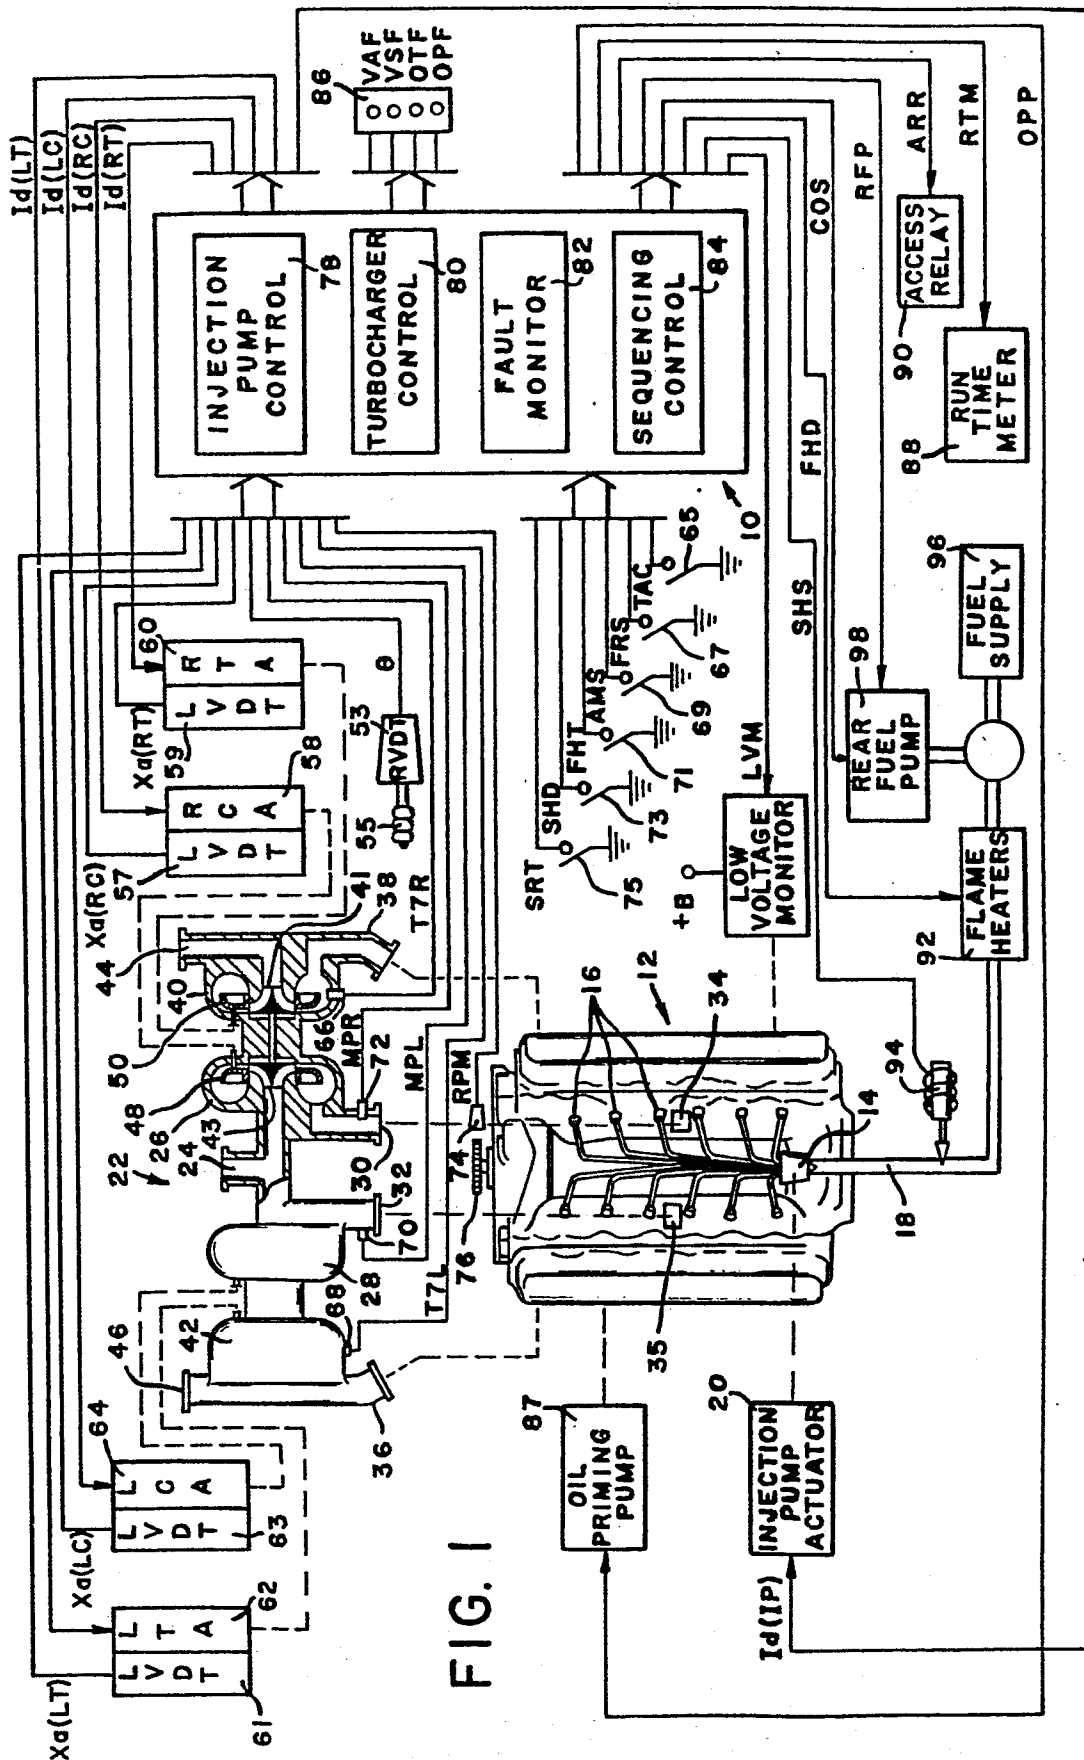 Id(LT)
Id(LC)
Id(RC)
Id(RT)
86
VAF
VSF
OTF
OPF
INJECTION
PUMP
CONTROL
78
TURBOCHARGER
CONTROL
80
FAULT
MONITOR
82
SEQUENCING
CONTROL
84
10
COS
RFP
ARR
RTM
OPP
ACCESS
RELAY
90
RUN
TIME
METER
88
FHD
SHS
LVM
60
RTA
LVDT
59
Xa(RT)
58
RCA
LVDT
57
Xa(RC)
θ
53
RVDT
55
T7R
MPR
MPL
RPM
T7L
SRT
SHD
FHT
AMS
FRS
TAC
65
67
69
71
73
75
+B
LOW
VOLTAGE
MONITOR
REAR
FUEL
PUMP
98
FUEL
SUPPLY
96
FLAME
HEATERS
92
94
44
40
50
48
26
43
24
22
41
38
66
72
74
30
32
70
76
28
68
42
46
36
64
LCA
LVDT
63
Xa(LC)
62
LTA
LVDT
61
Xa(LT)
16
12
34
14
18
35
87
OIL
PRIMING
PUMP
20
INJECTION
PUMP
ACTUATOR
Id(IP)
FIG. 1